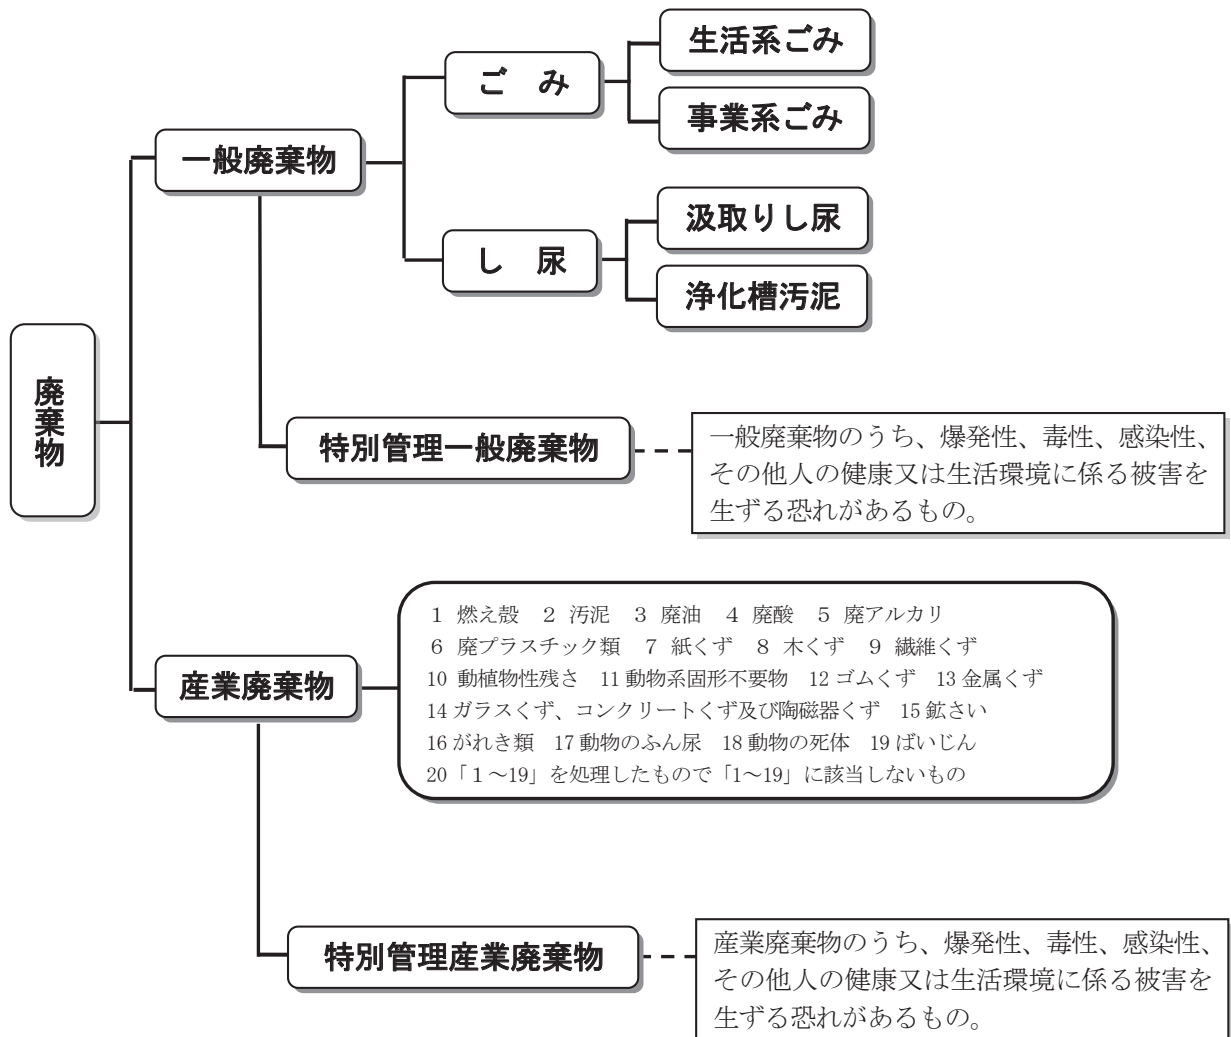 生活系ごみ
ご　み
事業系ごみ
一般廃棄物
汲取りし尿
し　尿
浄化槽汚泥
廃棄物
特別管理一般廃棄物
一般廃棄物のうち、爆発性、毒性、感染性、
その他人の健康又は生活環境に係る被害を
生ずる恐れがあるもの。
産業廃棄物
1 燃え殻　2 汚泥　3 廃油　4 廃酸　5 廃アルカリ
6 廃プラスチック類　7 紙くず　8 木くず　9 繊維くず
10 動植物性残さ　11 動物系固形不要物　12 ゴムくず　13 金属くず
14 ガラスくず、コンクリートくず及び陶磁器くず　15 鉱さい
16 がれき類　17 動物のふん尿　18 動物の死体　19 ばいじん
20「１～19」を処理したもので「1～19」に該当しないもの
特別管理産業廃棄物
産業廃棄物のうち、爆発性、毒性、感染性、
その他人の健康又は生活環境に係る被害を
生ずる恐れがあるもの。